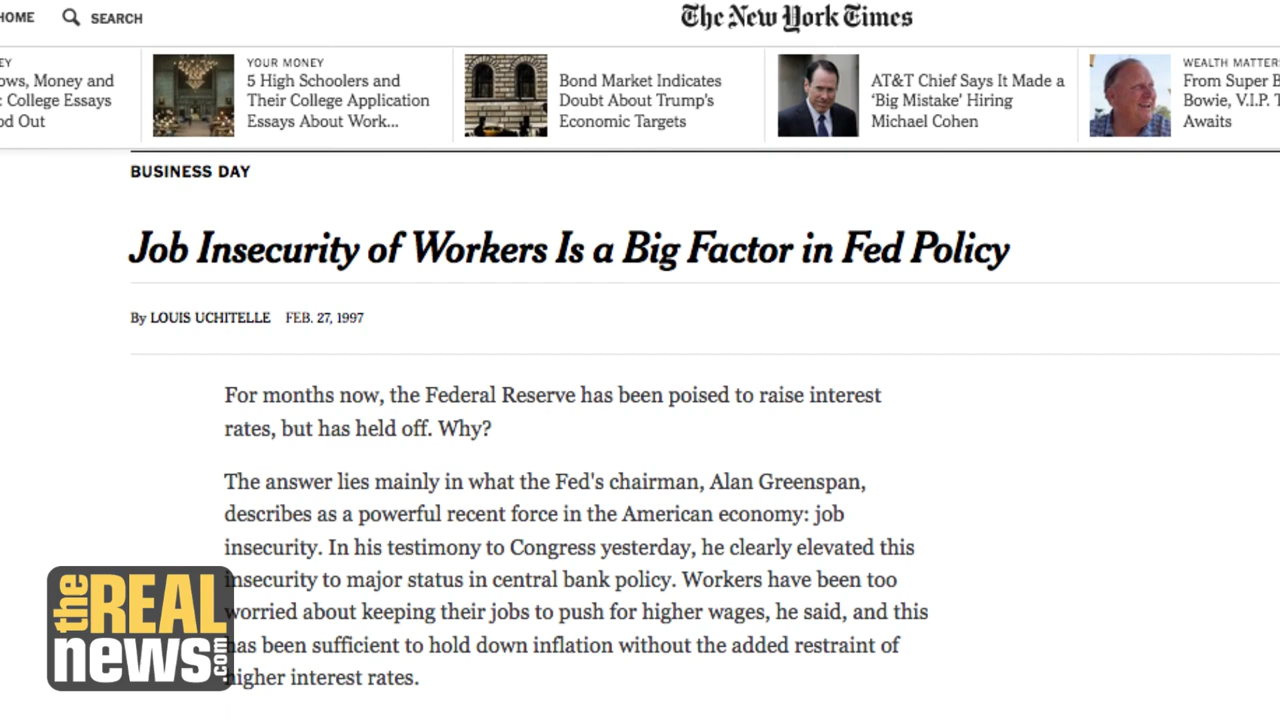 HOME SEARCH
The New York Times
EY
ows, Money and
: College Essays
od Out
YOUR MONEY
5 High Schoolers and
Their College Application
Essays About Work...
Bond Market Indicates
Doubt About Trump's
Economic Targets
AT&T Chief Says It Made a
‘Big Mistake’ Hiring
Michael Cohen
WEALTH MATTERS
From Super B
Bowie, V.I.P. T
Awaits
BUSINESS DAY
Job Insecurity of Workers Is a Big Factor in Fed Policy
By LOUIS UCHITELLE FEB. 27, 1997
For months now, the Federal Reserve has been poised to raise interest
rates, but has held off. Why?
The answer lies mainly in what the Fed's chairman, Alan Greenspan,
describes as a powerful recent force in the American economy: job
insecurity. In his testimony to Congress yesterday, he clearly elevated this
insecurity to major status in central bank policy. Workers have been too
worried about keeping their jobs to push for higher wages, he said, and this
has been sufficient to hold down inflation without the added restraint of
higher interest rates.
the REAL
news.com